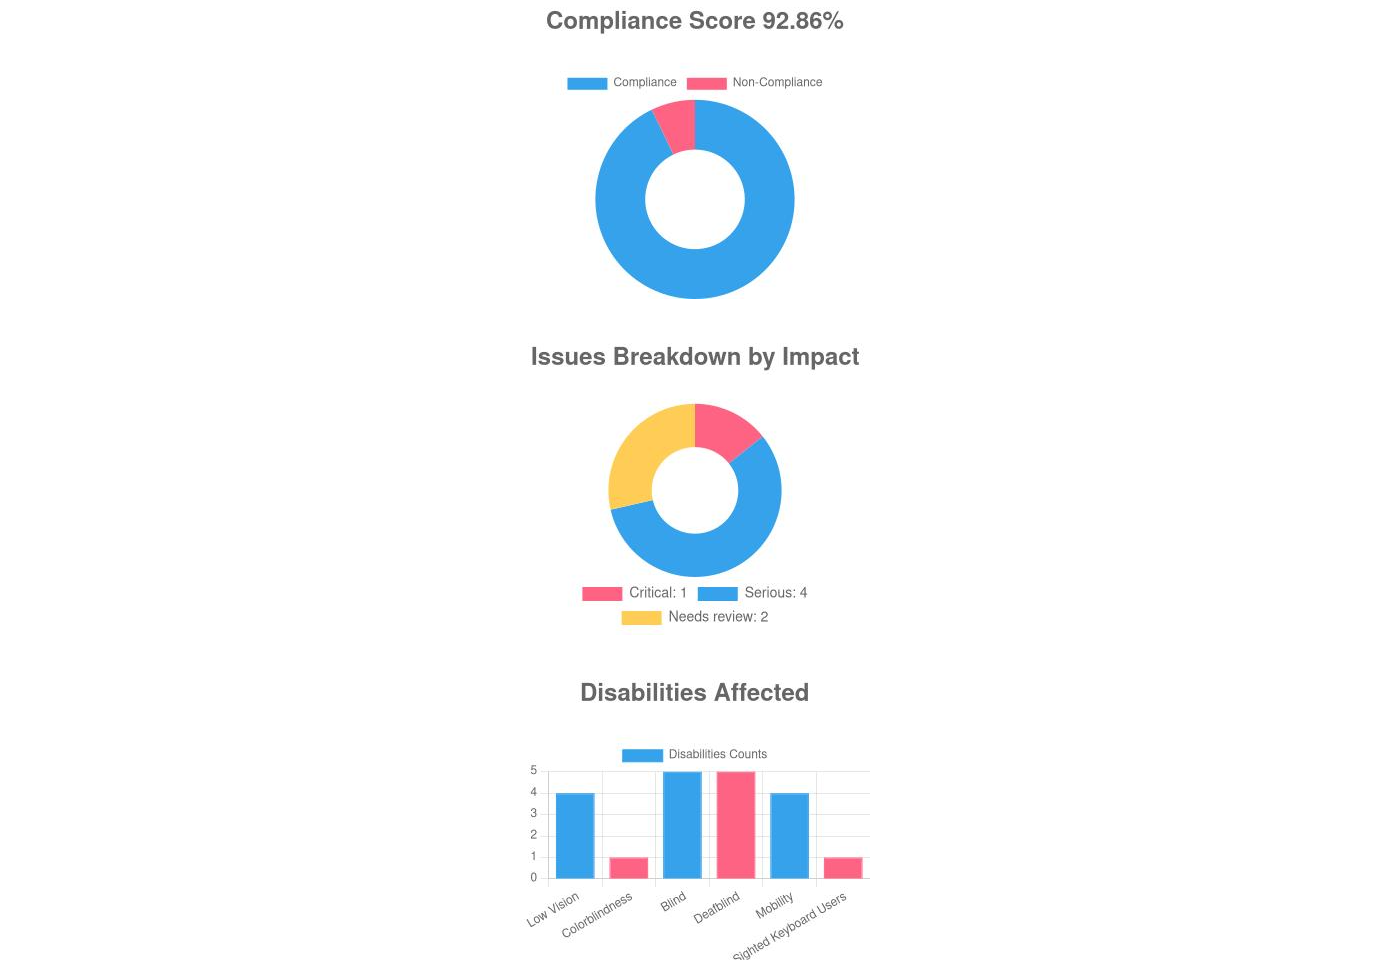 Compliance Score 92.86%
Compliance Non-Compliance
Issues Breakdown by Impact
Critical: 1 Serious: 4
Needs review: 2
Disabilities Affected
Disabilities Counts
5
4
3
2
1
0
Low Vision
Colorblindness
Blind
Deafblind
Mobility
Sighted Keyboard Users